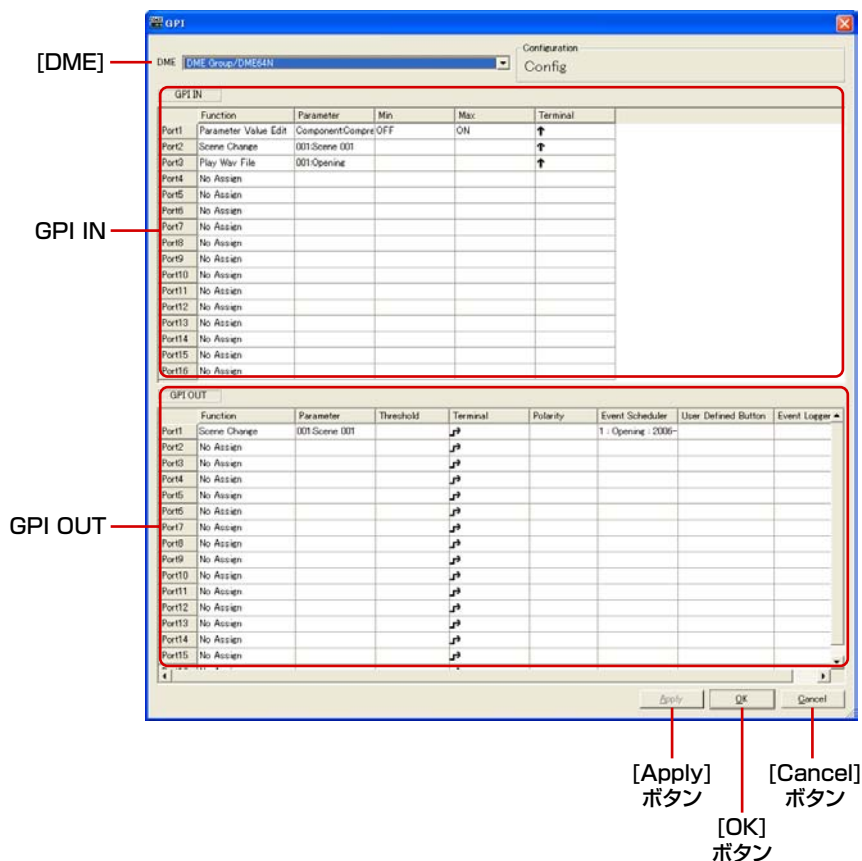 GPI
[DME]
DME DME Group/DME64N
Configuration
Config
GPI IN
Function Parameter Min Max Terminal
Port1 Parameter Value Edit Component:Compre OFF ON ↑
Port2 Scene Change 001:Scene 001 ↑
Port3 Play Wav File 001:Opening ↑
Port4 No Assign
Port5 No Assign
Port6 No Assign
GPI IN
Port7 No Assign
Port8 No Assign
Port9 No Assign
Port10 No Assign
Port11 No Assign
Port12 No Assign
Port13 No Assign
Port14 No Assign
Port15 No Assign
Port16 No Assign
GPI OUT
Function Parameter Threshold Terminal Polarity Event Scheduler User Defined Button Event Logger
Port1 Scene Change 001:Scene 001 1 : Opening : 2006-
Port2 No Assign
Port3 No Assign
Port4 No Assign
Port5 No Assign
Port6 No Assign
GPI OUT
Port7 No Assign
Port8 No Assign
Port9 No Assign
Port10 No Assign
Port11 No Assign
Port12 No Assign
Port13 No Assign
Port14 No Assign
Port15 No Assign
Apply OK Cancel
[Apply]
ボタン
[OK]
ボタン
[Cancel]
ボタン